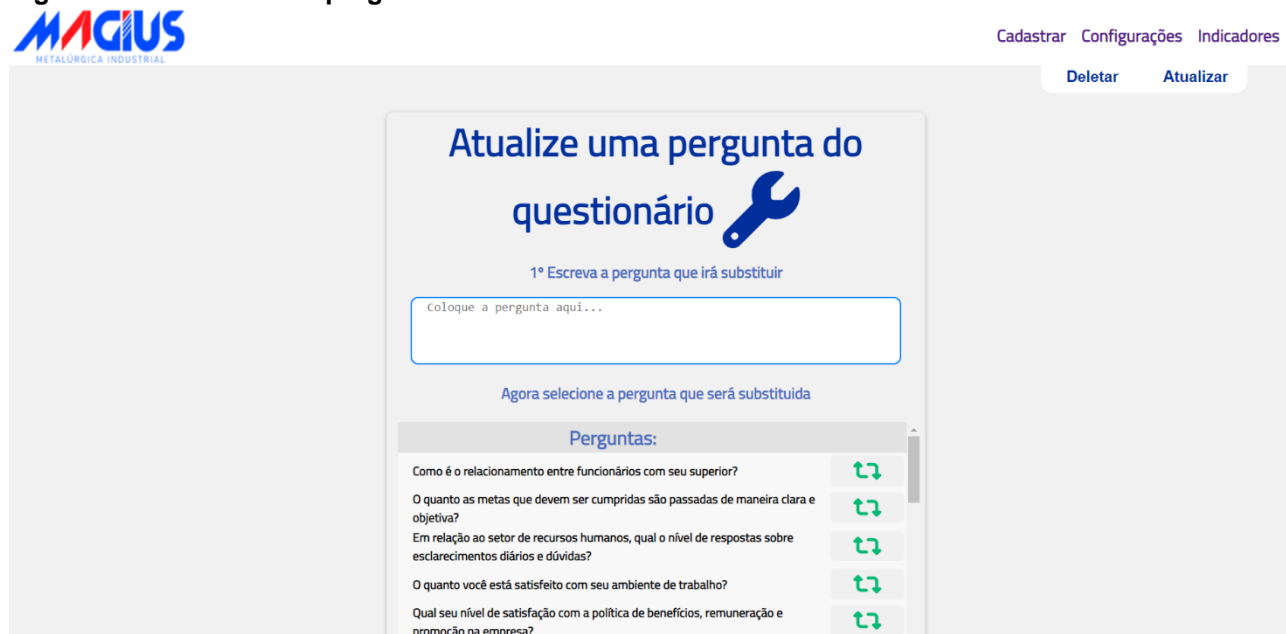 MAGIUS
METALÚRGICA INDUSTRIAL
Cadastrar Configurações Indicadores
Deletar Atualizar
Atualize uma pergunta do
questionário
1º Escreva a pergunta que irá substituir
Coloque a pergunta aqui...
Agora selecione a pergunta que será substituida
Perguntas:
Como é o relacionamento entre funcionários com seu superior?
O quanto as metas que devem ser cumpridas são passadas de maneira clara e
objetiva?
Em relação ao setor de recursos humanos, qual o nível de respostas sobre
esclarecimentos diários e dúvidas?
O quanto você está satisfeito com seu ambiente de trabalho?
Qual seu nível de satisfação com a política de benefícios, remuneração e
promoção na empresa?